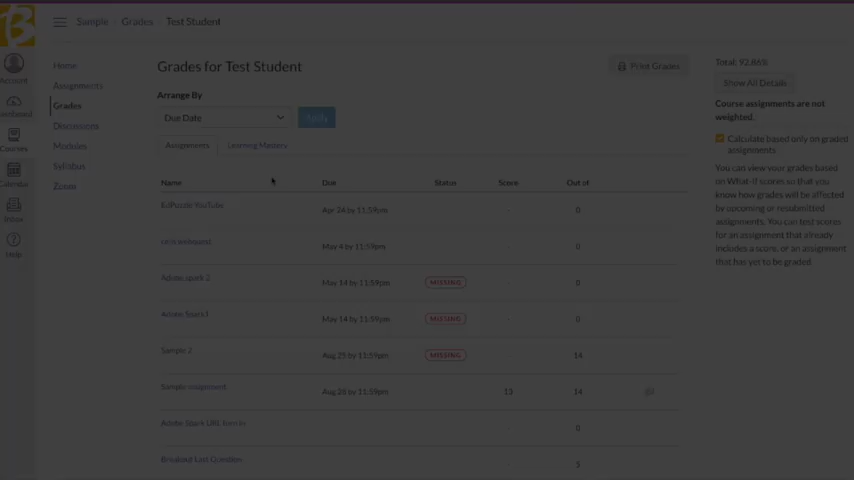 Sample
Grades
Test Student
Account
Courses
Calendar
Inbox
Help
Home
Assignments
Grades
Discussions
Modules
Syllabus
Zoom
Grades for Test Student
Print Grades
Arrange By
Due Date
Apply
Assignments
Learning Mastery
Name Due Status Score Out of
EdPuzzle YouTube Apr 24 by 11:59pm - 0
May 4 by 11:59pm - 0
Adobe spark 2 May 14 by 11:59pm MISSING - 0
Adobe Spark1 May 14 by 11:59pm MISSING - 0
Sample 2 Aug 25 by 11:59pm MISSING 14
Sample assignment Aug 26 by 11:59pm 13 14
Adobe Spark URL 0
Breakout Last Question 5
Total: 92.86%
Show All Details
Course assignments are not
weighted.
Calculate based only on graded
assignments
You can view your grades based
on What-If scores so that you
know how grades will be affected
by upcoming or resubmitted
assignments. You can test scores
for an assignment that already
includes a score, or an assignment
that has yet to be graded.